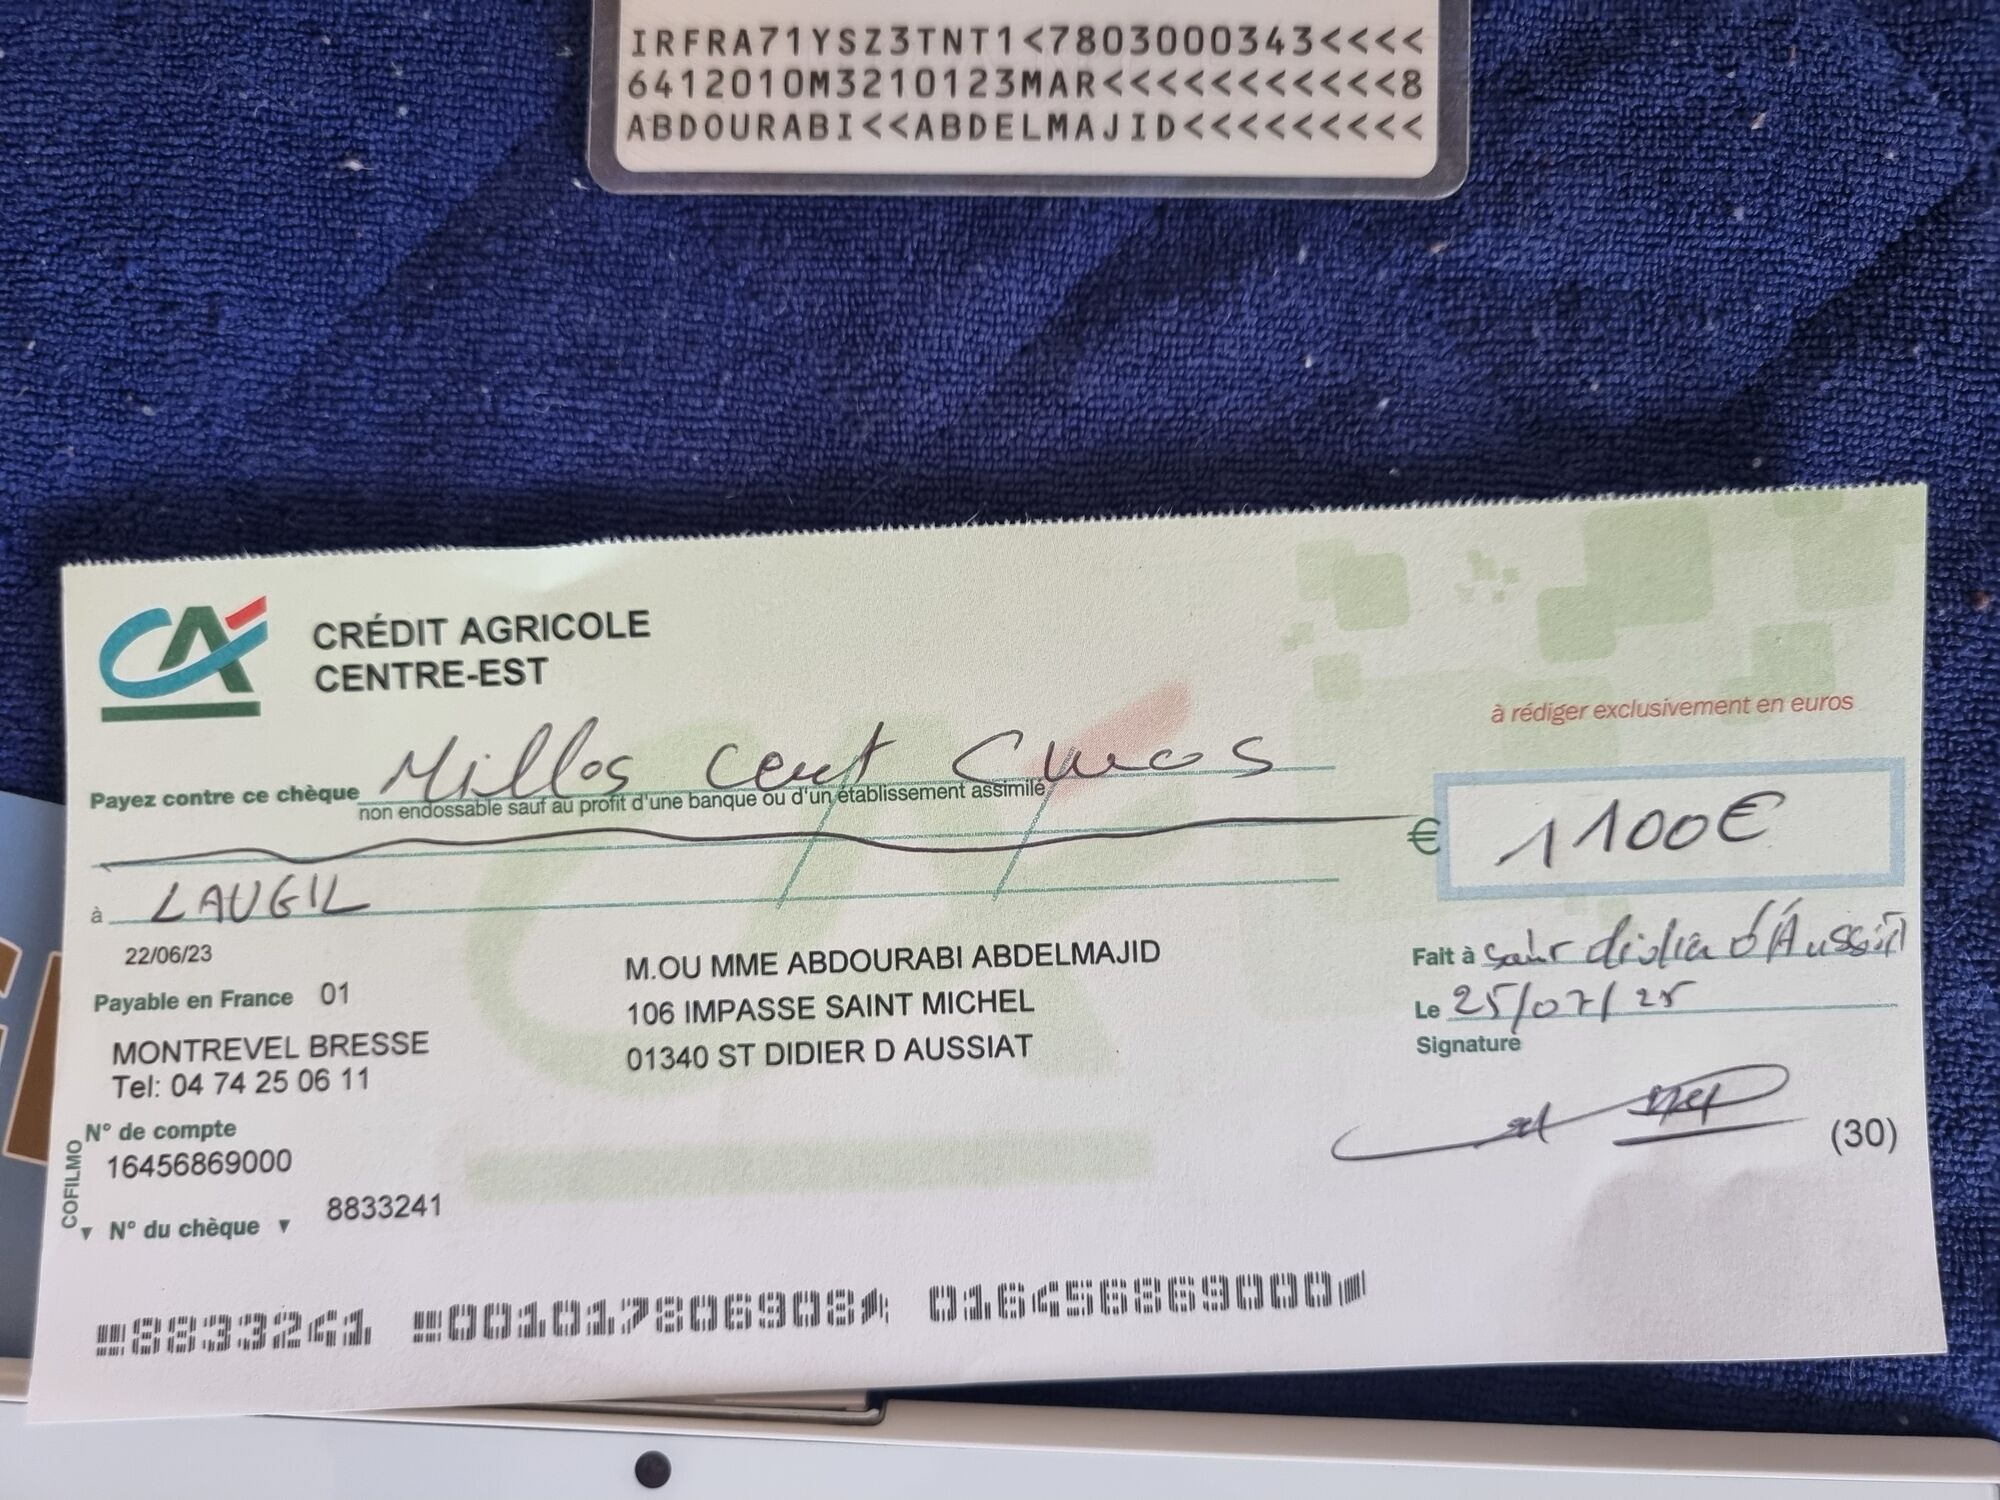 IRFRA71YSZ3TNT1<7803000343<<<<
6412010M3210123MAR<<<<<<<<<<<8
ABDOURABI<<ABDELMAJID<<<<<<<<<
CA
CRÉDIT AGRICOLE
CENTRE-EST
à rédiger exclusivement en euros
Payez contre ce chèque Millos cent Euros
non endossable sauf au profit d'une banque ou d'un établissement assimilé
€ 1100€
à LAUGIL
22/06/23
Payable en France 01
MONTREVEL BRESSE
Tel: 04 74 25 06 11
M.OU MME ABDOURABI ABDELMAJID
106 IMPASSE SAINT MICHEL
01340 ST DIDIER D AUSSIAT
Fait à d'Aussiat
Le 25/07/25
Signature
(30)
COFILMO
N° de compte
16456869000
N° du chèque 8833241
8833241 001017806908 016456869000